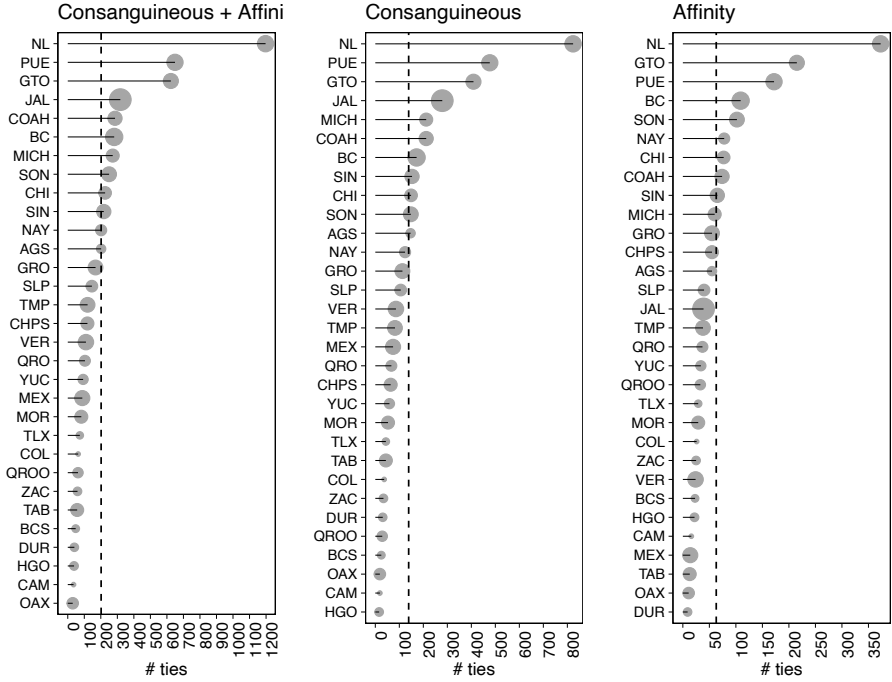 Consanguineous + Affini
NL
PUE
GTO
JAL
COAH
BC
MICH
SON
CHI
SIN
NAY
AGS
GRO
SLP
TMP
CHPS
VER
QRO
YUC
MEX
MOR
TLX
COL
QROO
ZAC
TAB
BCS
DUR
HGO
CAM
OAX
0
100
200
300
400
500
600
700
800
900
1000
1100
1200
# ties
Consanguineous
NL
PUE
GTO
JAL
MICH
COAH
BC
SIN
CHI
SON
AGS
NAY
GRO
SLP
VER
TMP
MEX
QRO
CHPS
YUC
MOR
TLX
TAB
COL
ZAC
DUR
QROO
BCS
OAX
CAM
HGO
0
100
200
300
400
500
600
700
800
# ties
Affinity
NL
GTO
PUE
BC
SON
NAY
CHI
COAH
SIN
MICH
GRO
CHPS
AGS
SLP
JAL
TMP
QRO
YUC
QROO
TLX
MOR
COL
ZAC
VER
BCS
HGO
CAM
MEX
TAB
OAX
DUR
0
50
100
150
200
250
300
350
# ties